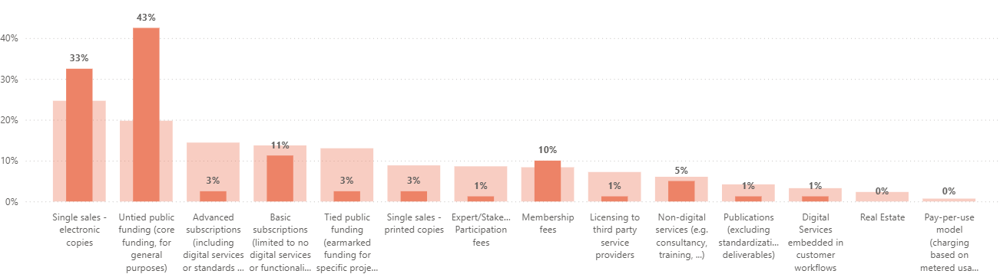 43%
40%
33%
30%
20%
11%
10%
10%
5%
3%
3%
3%
1%
1%
1%
1%
0%
0%
0%
Single sales -
electronic
copies
Untied public
funding (core
funding, for
general
purposes)
Advanced
subscriptions
(including
digital services
or standards ...
Basic
subscriptions
(limited to no
digital services
or functionali...
Tied public
funding
(earmarked
funding for
specific proje...
Single sales -
printed copies
Expert/Stake...
Participation
fees
Membership
fees
Licensing to
third party
service
providers
Non-digital
services (e.g.
consultancy,
training, ...)
Publications
(excluding
standardizati...
deliverables)
Digital
Services
embedded in
customer
workflows
Real Estate
Pay-per-use
model
(charging
based on
metered usa...